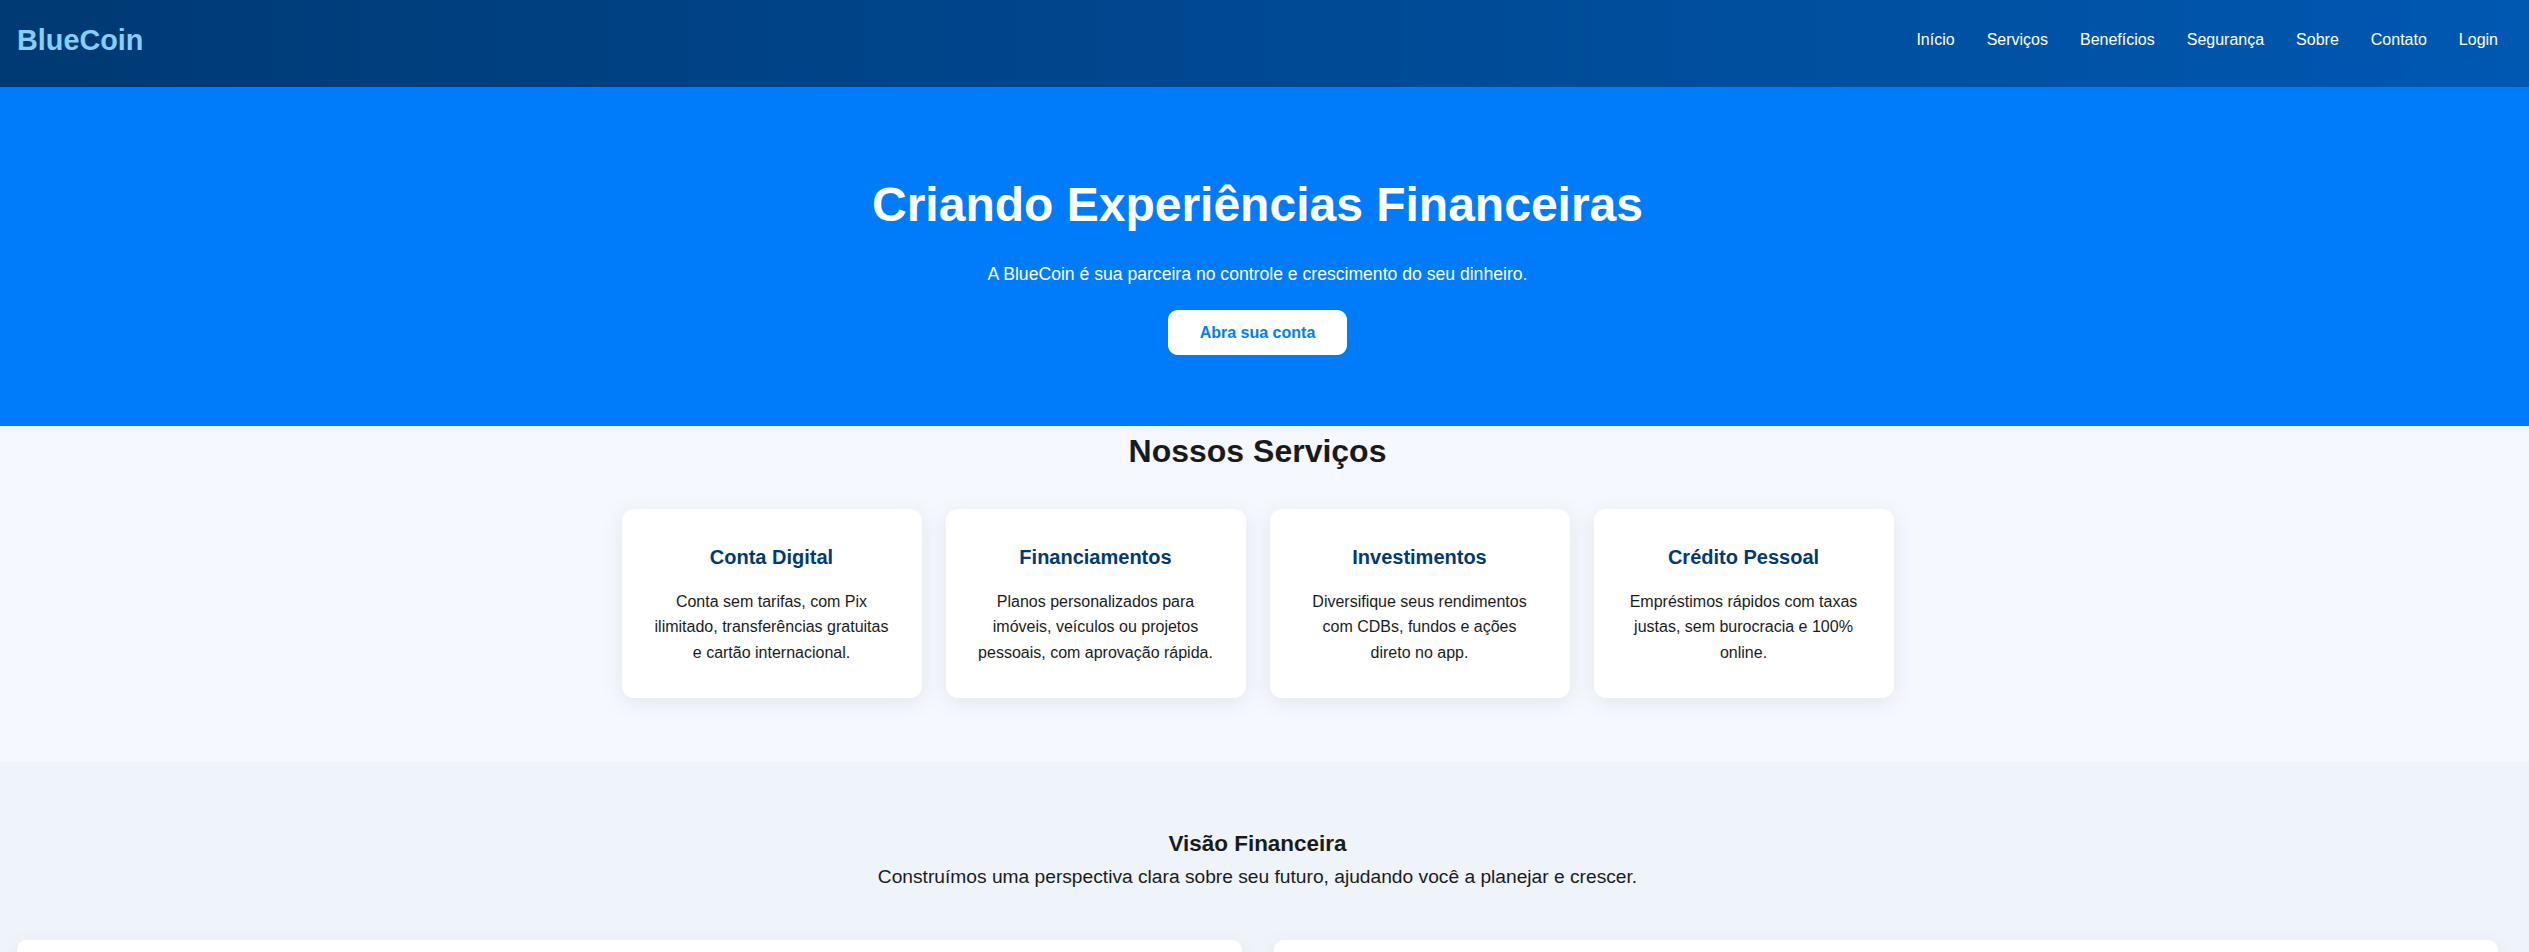 BlueCoin
Início Serviços Benefícios Segurança Sobre Contato Login
Criando Experiências Financeiras
A BlueCoin é sua parceira no controle e crescimento do seu dinheiro.
Abra sua conta
Nossos Serviços
Conta Digital
Conta sem tarifas, com Pix
ilimitado, transferências gratuitas
e cartão internacional.
Financiamentos
Planos personalizados para
imóveis, veículos ou projetos
pessoais, com aprovação rápida.
Investimentos
Diversifique seus rendimentos
com CDBs, fundos e ações
direto no app.
Crédito Pessoal
Empréstimos rápidos com taxas
justas, sem burocracia e 100%
online.
Visão Financeira
Construímos uma perspectiva clara sobre seu futuro, ajudando você a planejar e crescer.